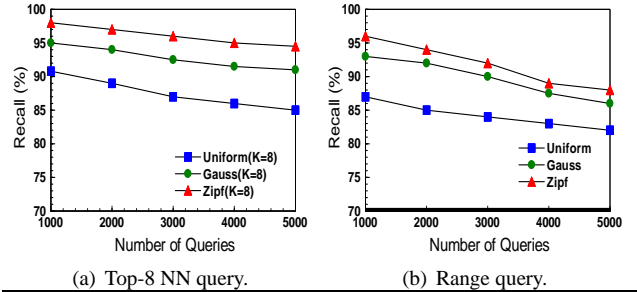 100
95
90
85
80
75
70
Recall (%)
1000 2000 3000 4000 5000
Number of Queries
Uniform(K=8)
Gauss(K=8)
Zipf(K=8)
(a) Top-8 NN query.
100
95
90
85
80
75
70
Recall (%)
1000 2000 3000 4000 5000
Number of Queries
Uniform
Gauss
Zipf
(b) Range query.